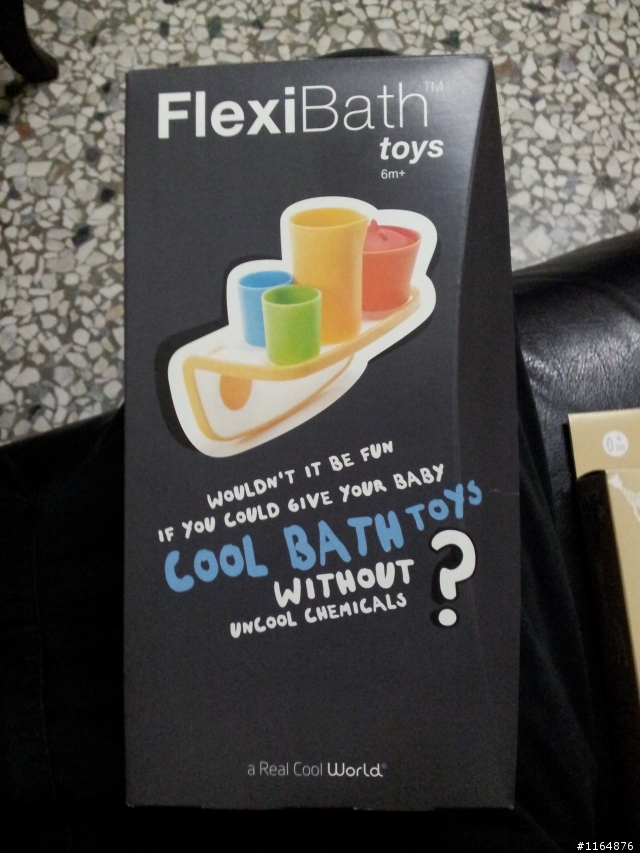 FlexiBath™
toys
6m+
WOULDN'T IT BE FUN
IF YOU COULD GIVE YOUR BABY
COOL BATH TOYS
WITHOUT
UNCOOL CHEMICALS ?
a Real Cool World®
#1164876